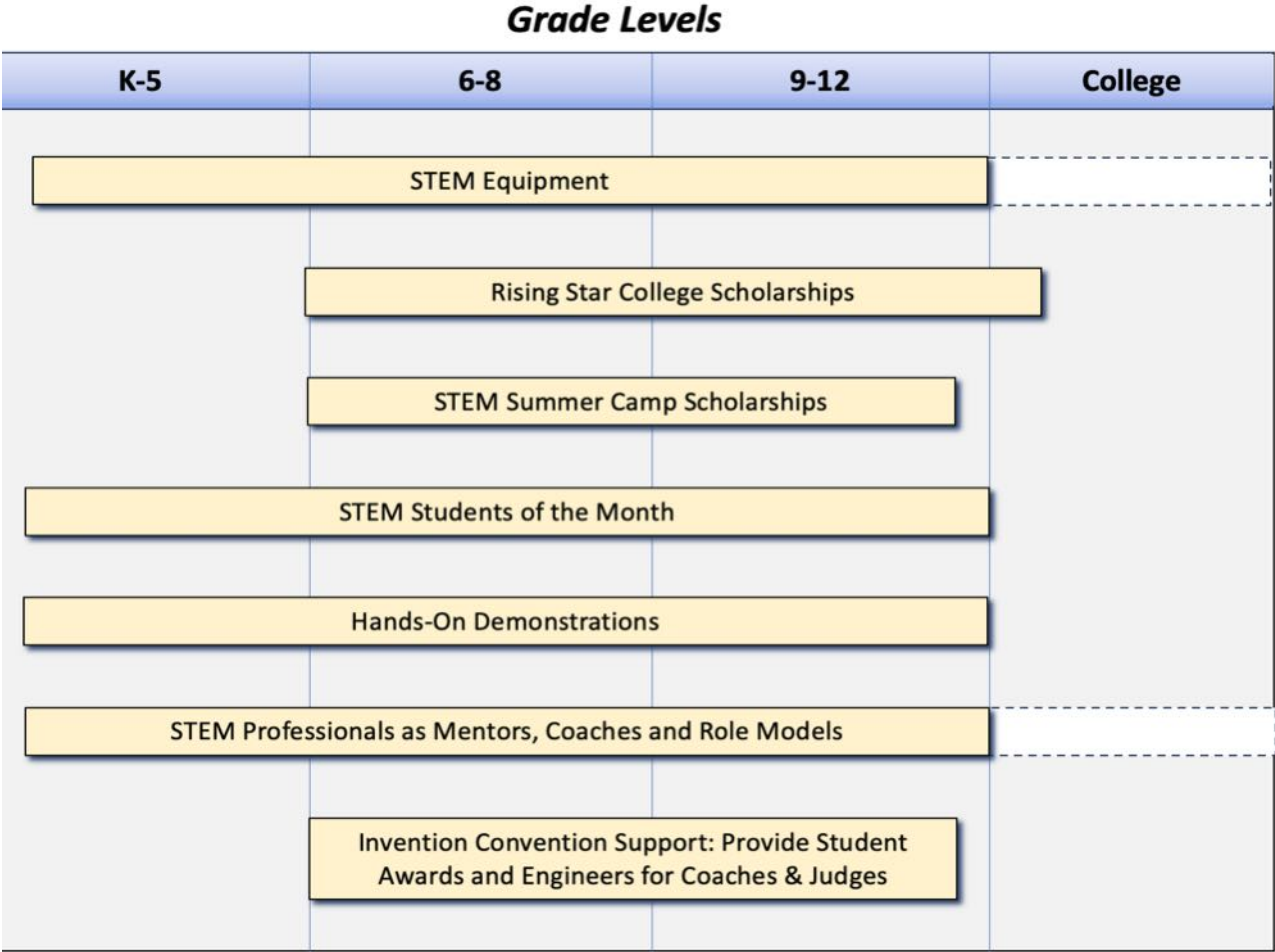 Grade Levels
K-5 6-8 9-12 College
STEM Equipment
Rising Star College Scholarships
STEM Summer Camp Scholarships
STEM Students of the Month
Hands-On Demonstrations
STEM Professionals as Mentors, Coaches and Role Models
Invention Convention Support: Provide Student
Awards and Engineers for Coaches & Judges